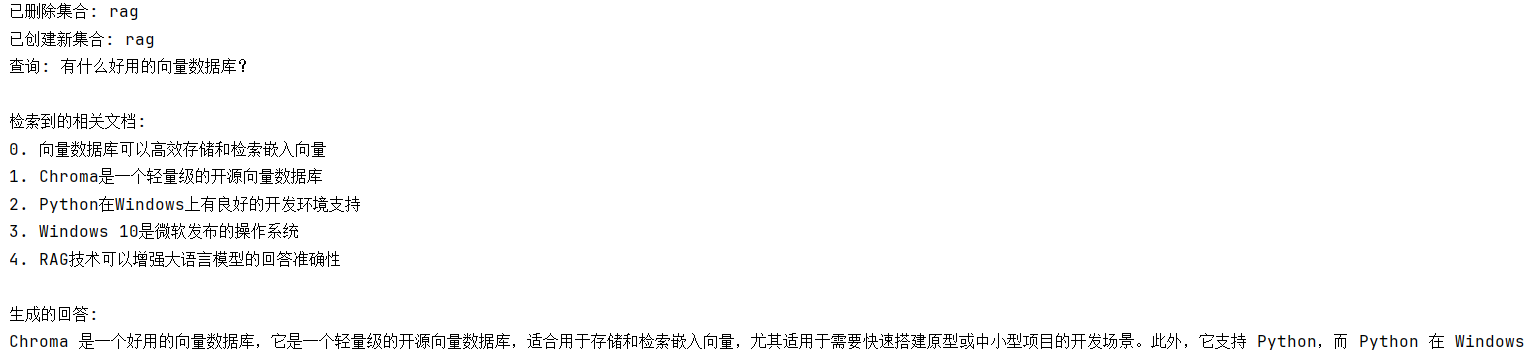 已删除集合: rag
已创建新集合: rag
查询: 有什么好用的向量数据库?
检索到的相关文档:
0. 向量数据库可以高效存储和检索嵌入向量
1. Chroma是一个轻量级的开源向量数据库
2. Python在Windows上有良好的开发环境支持
3. Windows 10是微软发布的操作系统
4. RAG技术可以增强大语言模型的回答准确性
生成的回答:
Chroma 是一个好用的向量数据库，它是一个轻量级的开源向量数据库，适合用于存储和检索嵌入向量，尤其适用于需要快速搭建原型或中小型项目的开发场景。此外，它支持 Python，而 Python 在 Windows